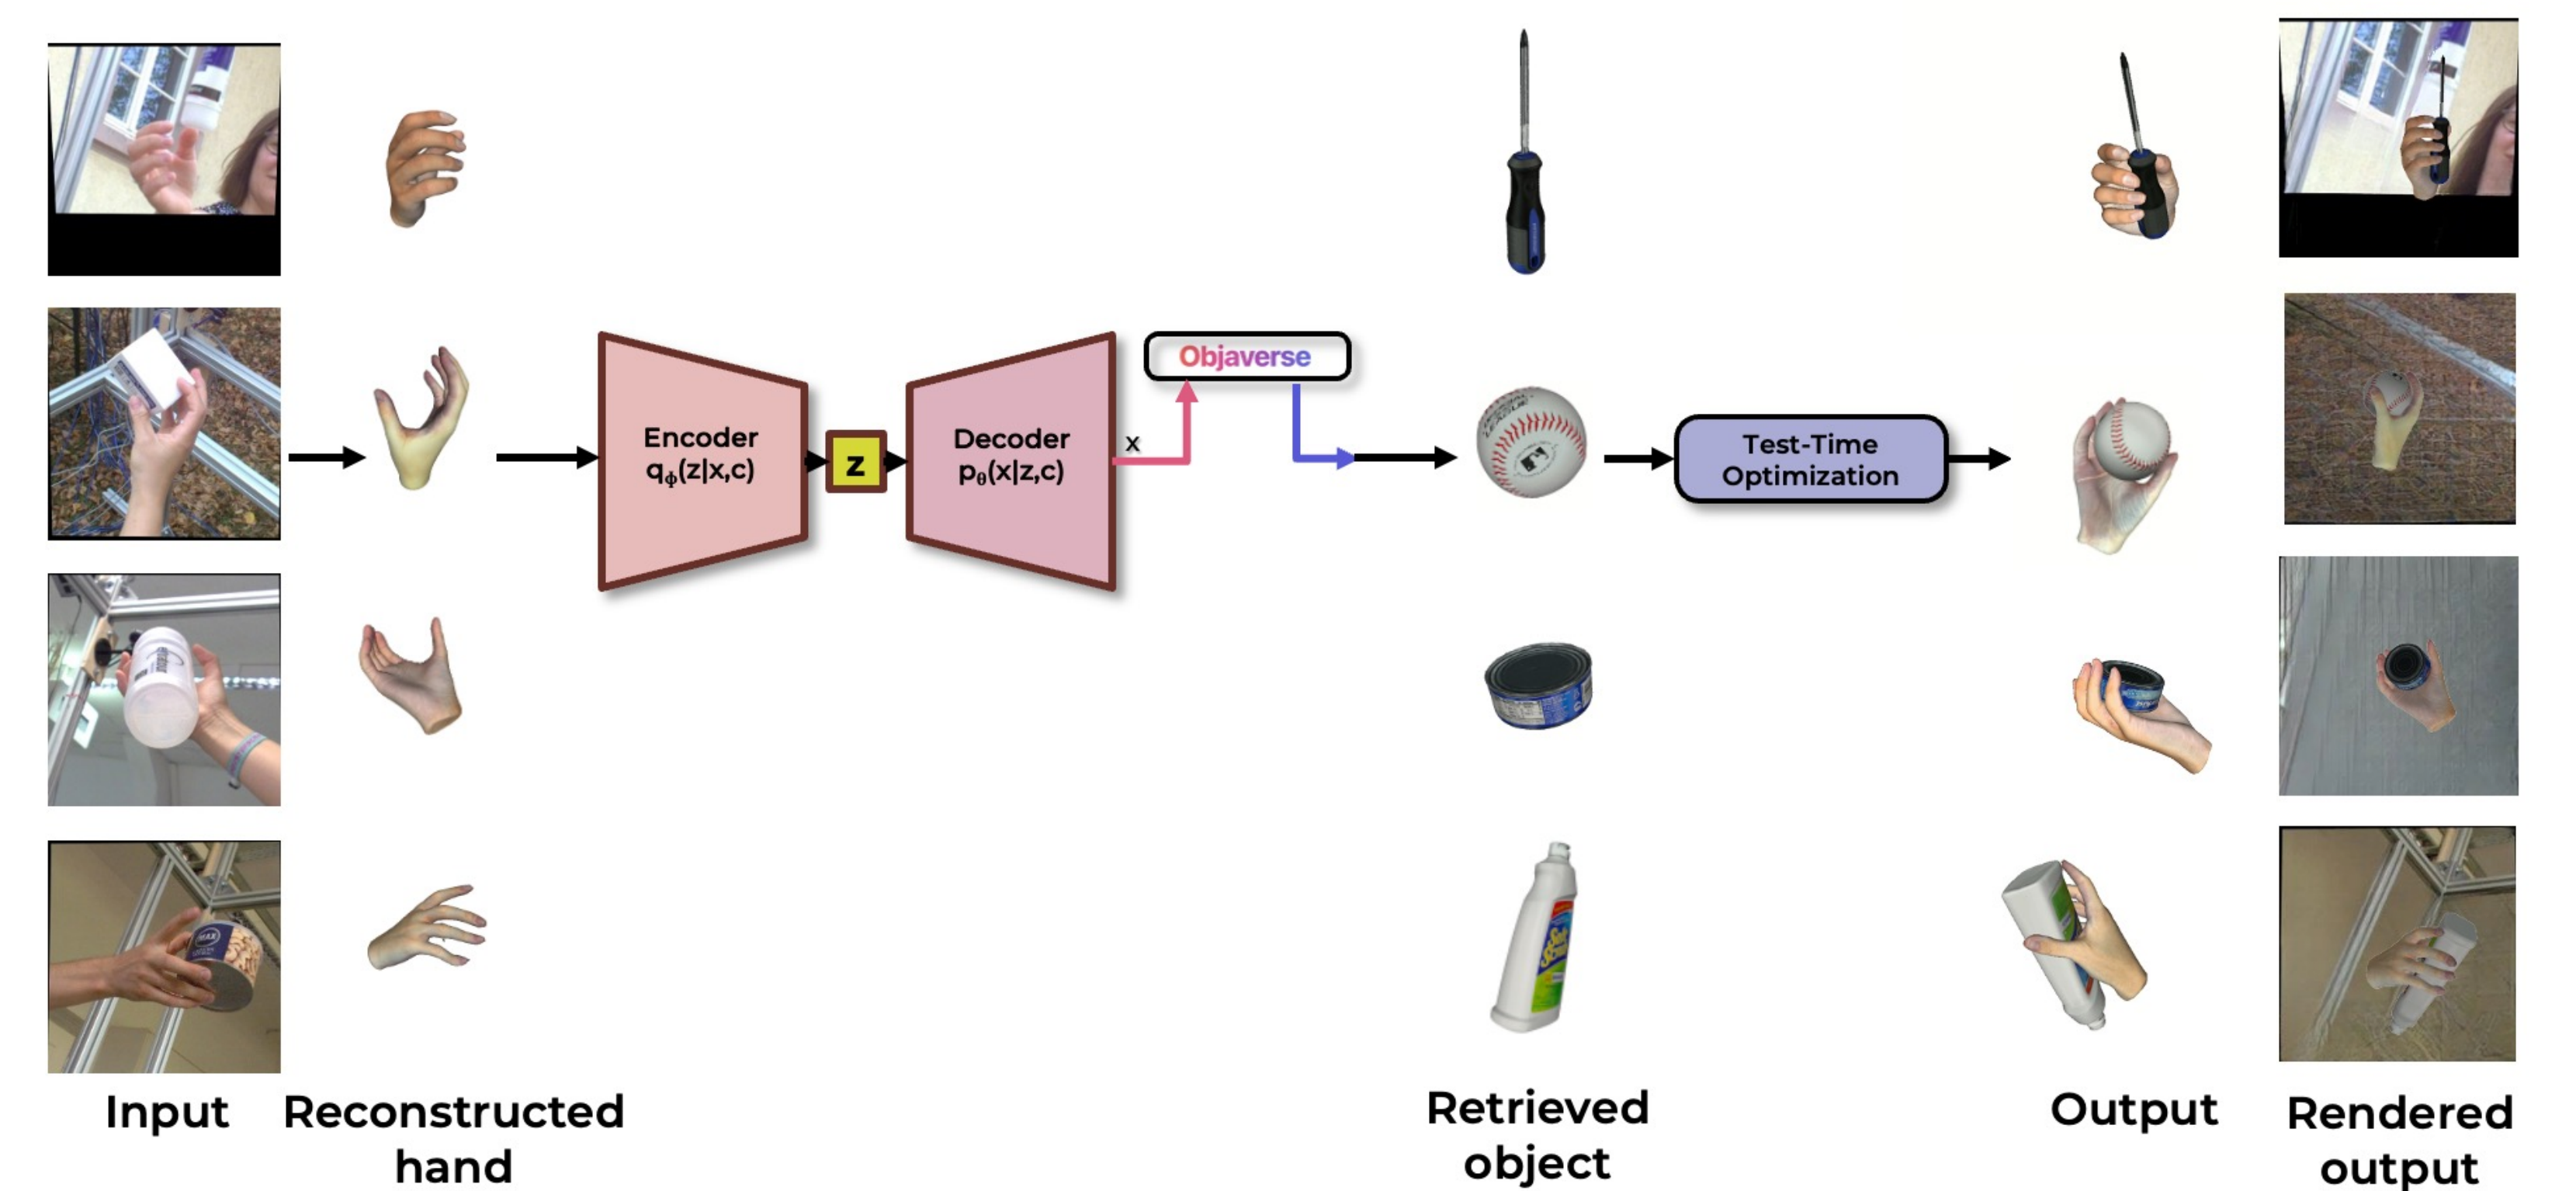 Encoder
qϕ(z|x,c)
z
Decoder
pθ(x|z,c)
x
Objaverse
Test-Time
Optimization
Input
Reconstructed
hand
Retrieved
object
Output
Rendered
output